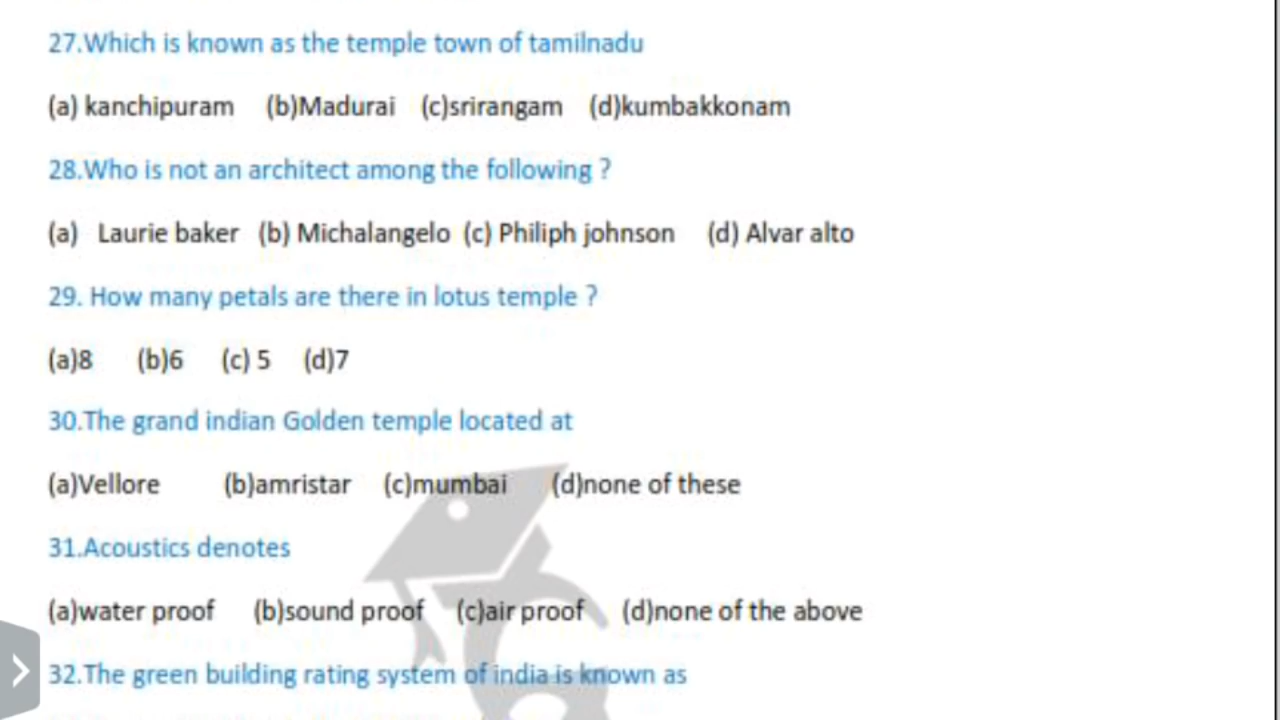 27.Which is known as the temple town of tamilnadu
(a) kanchipuram (b)Madurai (c)srirangam (d)kumbakkonam
28.Who is not an architect among the following ?
(a) Laurie baker (b) Michalangelo (c) Philiph johnson (d) Alvar alto
29. How many petals are there in lotus temple ?
(a)8 (b)6 (c) 5 (d)7
30.The grand indian Golden temple located at
(a)Vellore (b)amristar (c)mumbai (d)none of these
31.Acoustics denotes
(a)water proof (b)sound proof (c)air proof (d)none of the above
32.The green building rating system of india is known as